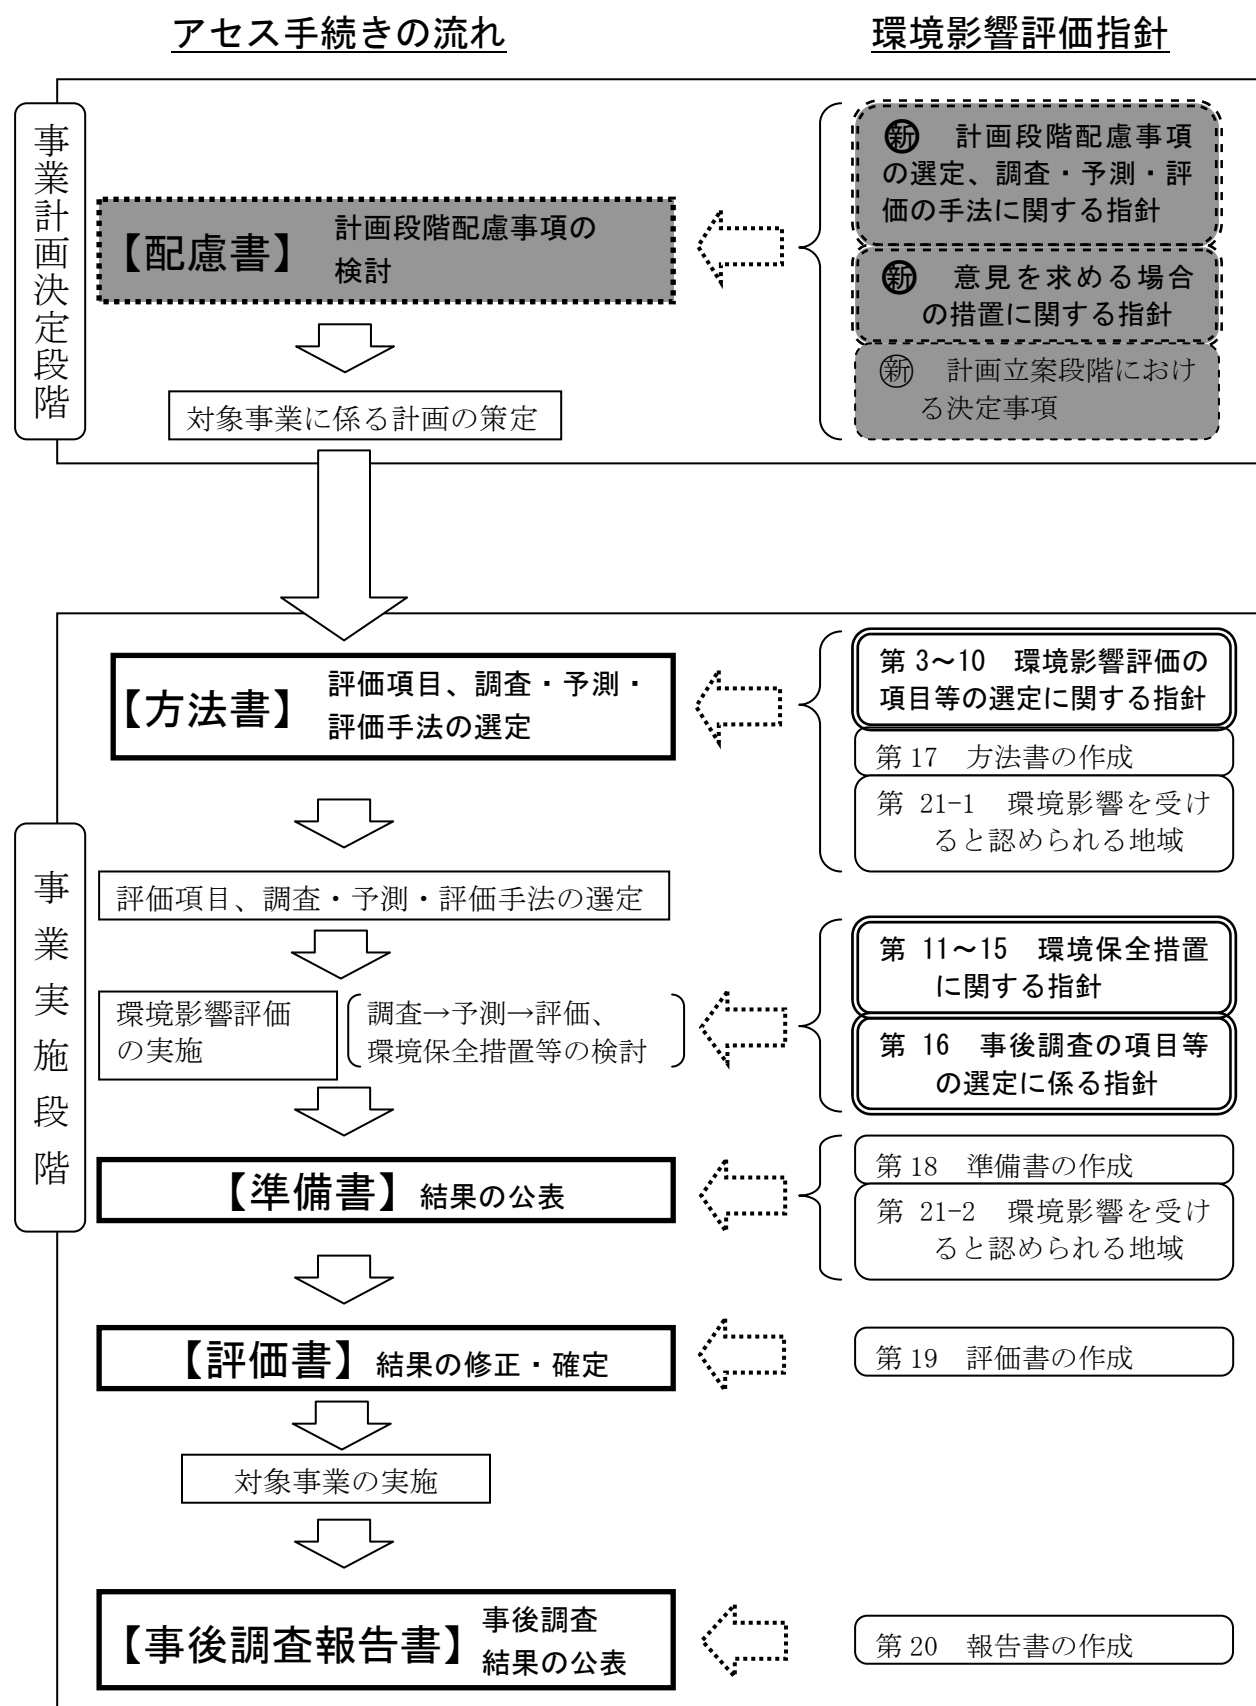 アセス手続きの流れ
環境影響評価指針
事業計画決定段階
【配慮書】 計画段階配慮事項の
検討
㊟新 計画段階配慮事項
の選定、調査・予測・評
価の手法に関する指針
新 意見を求める場合
の措置に関する指針
新 計画立案段階におけ
る決定事項
対象事業に係る計画の策定
事業実施段階
【方法書】 評価項目、調査・予測・
評価手法の選定
第 3～10 環境影響評価の
項目等の選定に関する指針
第 17 方法書の作成
第 21-1 環境影響を受け
ると認められる地域
評価項目、調査・予測・評価手法の選定
環境影響評価
の実施
調査→予測→評価、
環境保全措置等の検討
第 11～15 環境保全措置
に関する指針
第 16 事後調査の項目等
の選定に係る指針
【準備書】 結果の公表
第 18 準備書の作成
第 21-2 環境影響を受け
ると認められる地域
【評価書】 結果の修正・確定
第 19 評価書の作成
対象事業の実施
【事後調査報告書】 事後調査
結果の公表
第 20 報告書の作成